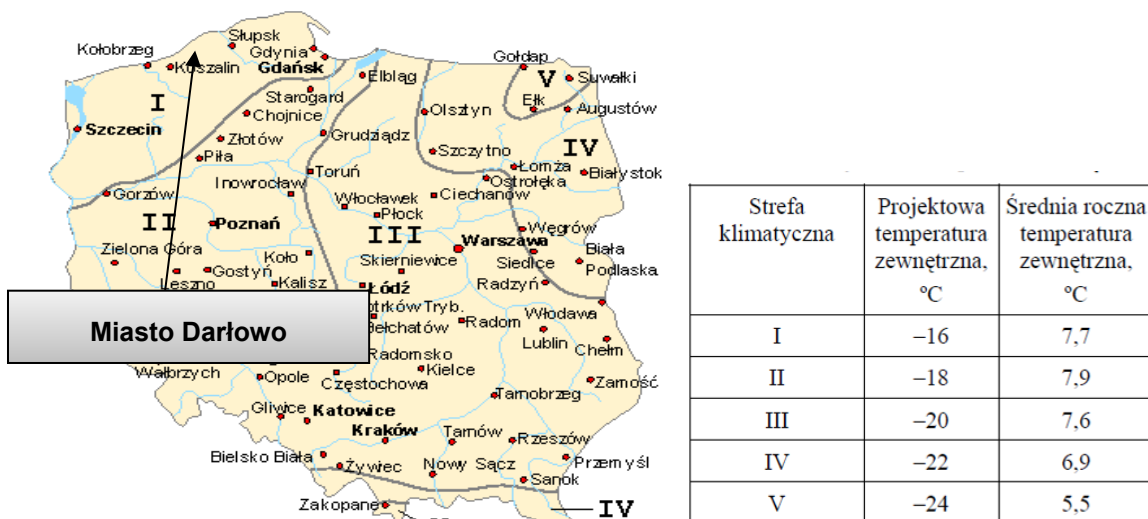 Słupsk
Kołobrzeg
Gdynia
Koszalin
Gdańsk
Elbląg
Gołdap
V
Suwałki
I
Starogard
Ełk
Augustów
Chojnice
Olsztyn
Szczecin
Złotów
Grudziądz
Szczytno
IV
Piła
Łomża
Toruń
Ostrołęka
Białystok
Inowrocław
Gorzów
Włocławek
Ciechanów
II
Poznań
Płock
III
Węgrów
Warszawa
Zielona Góra
Koło
Skierniewice
Siedlce
Biała
Podlaska
Gostyń
Leszno
Kalisz
Łódź
Radzyń
Miasto Darłowo
otrków Tryb.
Bełchatów
Radom
Włodawa
Lublin
Chełm
Radomsko
Wałbrzych
Opole
Częstochowa
Kielce
Zamość
Tarnobrzeg
Gliwice
Katowice
Kraków
Tarnów
Rzeszów
Bielsko Biała
Żywiec
Nowy Sącz
Przemyśl
Sanok
Zakopane
IV
Strefa
klimatyczna
Projektowa
temperatura
zewnętrzna,
ºC
Średnia roczna
temperatura
zewnętrzna,
ºC
I –16 7,7
II –18 7,9
III –20 7,6
IV –22 6,9
V –24 5,5